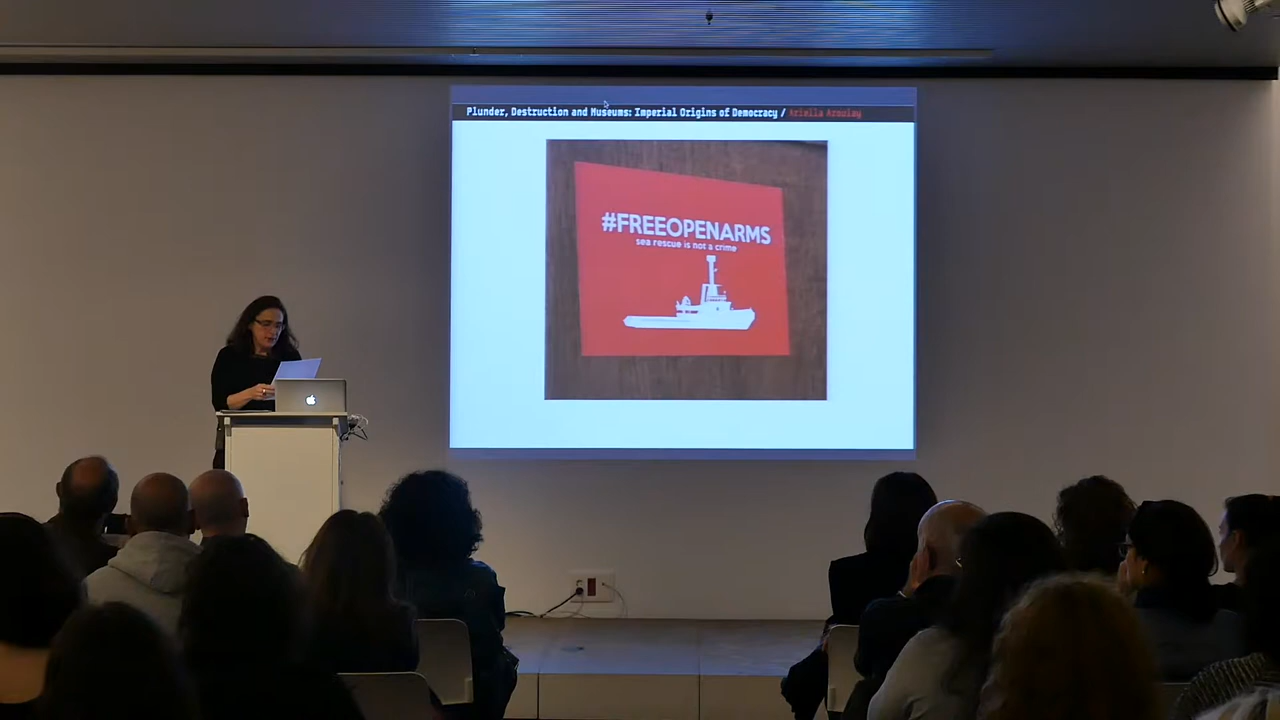 Plunder, Destruction and Museums: Imperial Origins of Democracy / Ariella Azoulay
#FREEOPENARMS
sea rescue is not a crime